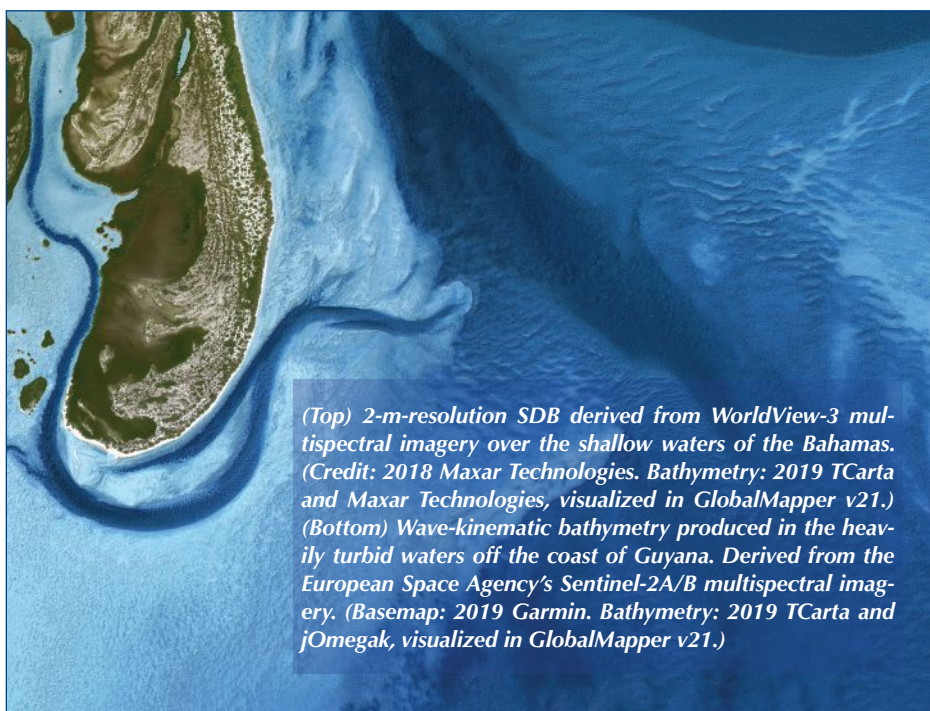 (Top) 2-m-resolution SDB derived from WorldView-3 mul-
tispectral imagery over the shallow waters of the Bahamas.
(Credit: 2018 Maxar Technologies. Bathymetry: 2019 TCarta
and Maxar Technologies, visualized in GlobalMapper v21.)
(Bottom) Wave-kinematic bathymetry produced in the heav-
ily turbid waters off the coast of Guyana. Derived from the
European Space Agency’s Sentinel-2A/B multispectral imag-
ery. (Basemap: 2019 Garmin. Bathymetry: 2019 TCarta and
jOmegak, visualized in GlobalMapper v21.)